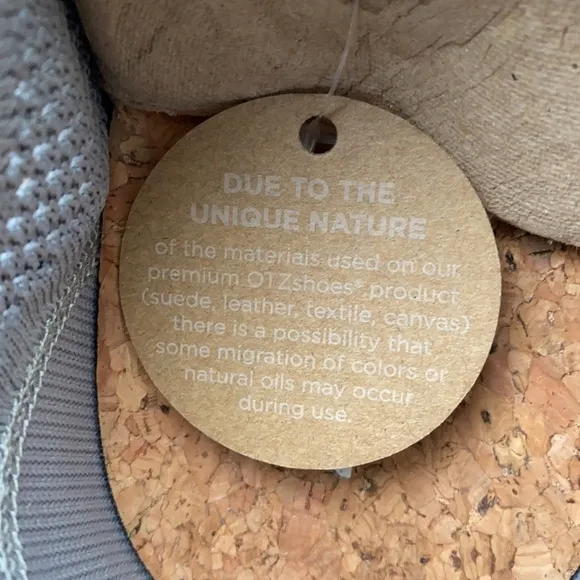 DUE TO THE
UNIQUE NATURE
of the materials used on our
premium OTZshoes® product
(suede, leather, textile, canvas)
there is a possibility that
some migration of colors or
natural oils may occur
during use.